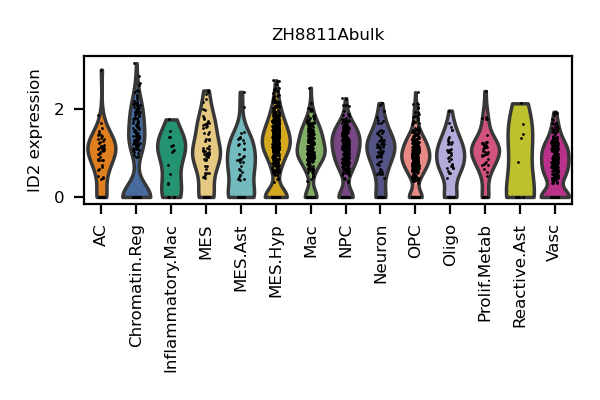 ZH8811Abulk
ID2 expression
2
0
AC
Chromatin.Reg
Inflammatory.Mac
MES
MES.Ast
MES.Hyp
Mac
NPC
Neuron
OPC
Oligo
Prolif.Metab
Reactive.Ast
Vasc